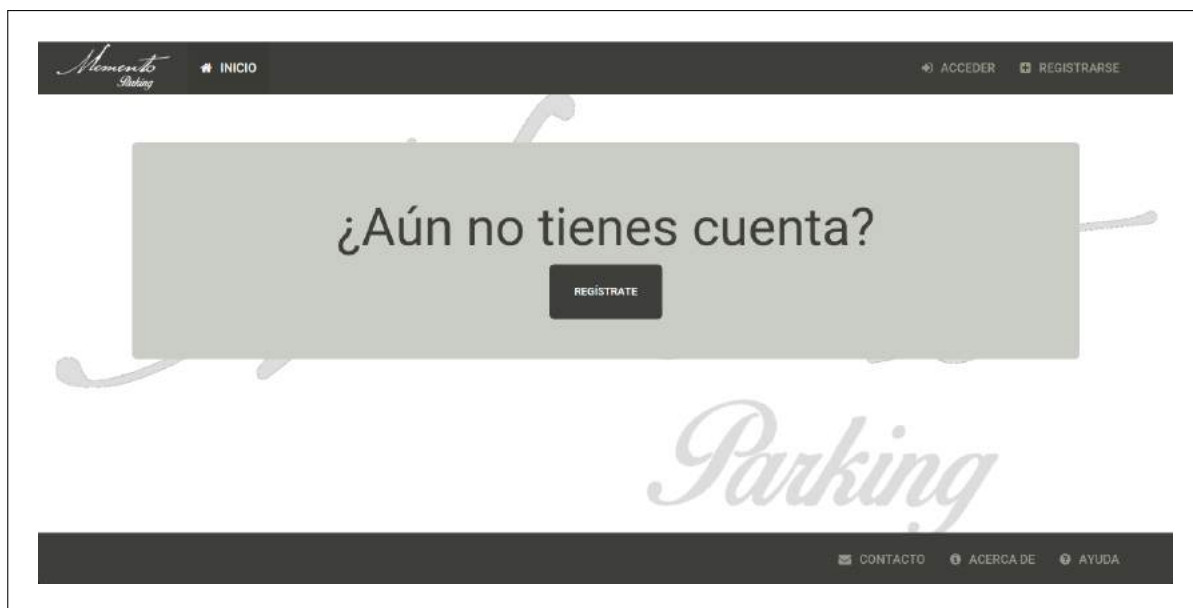 Memento
Parking
INICIO
ACCEDER
REGISTRARSE
¿Aún no tienes cuenta?
REGÍSTRATE
Parking
CONTACTO
ACERCA DE
AYUDA